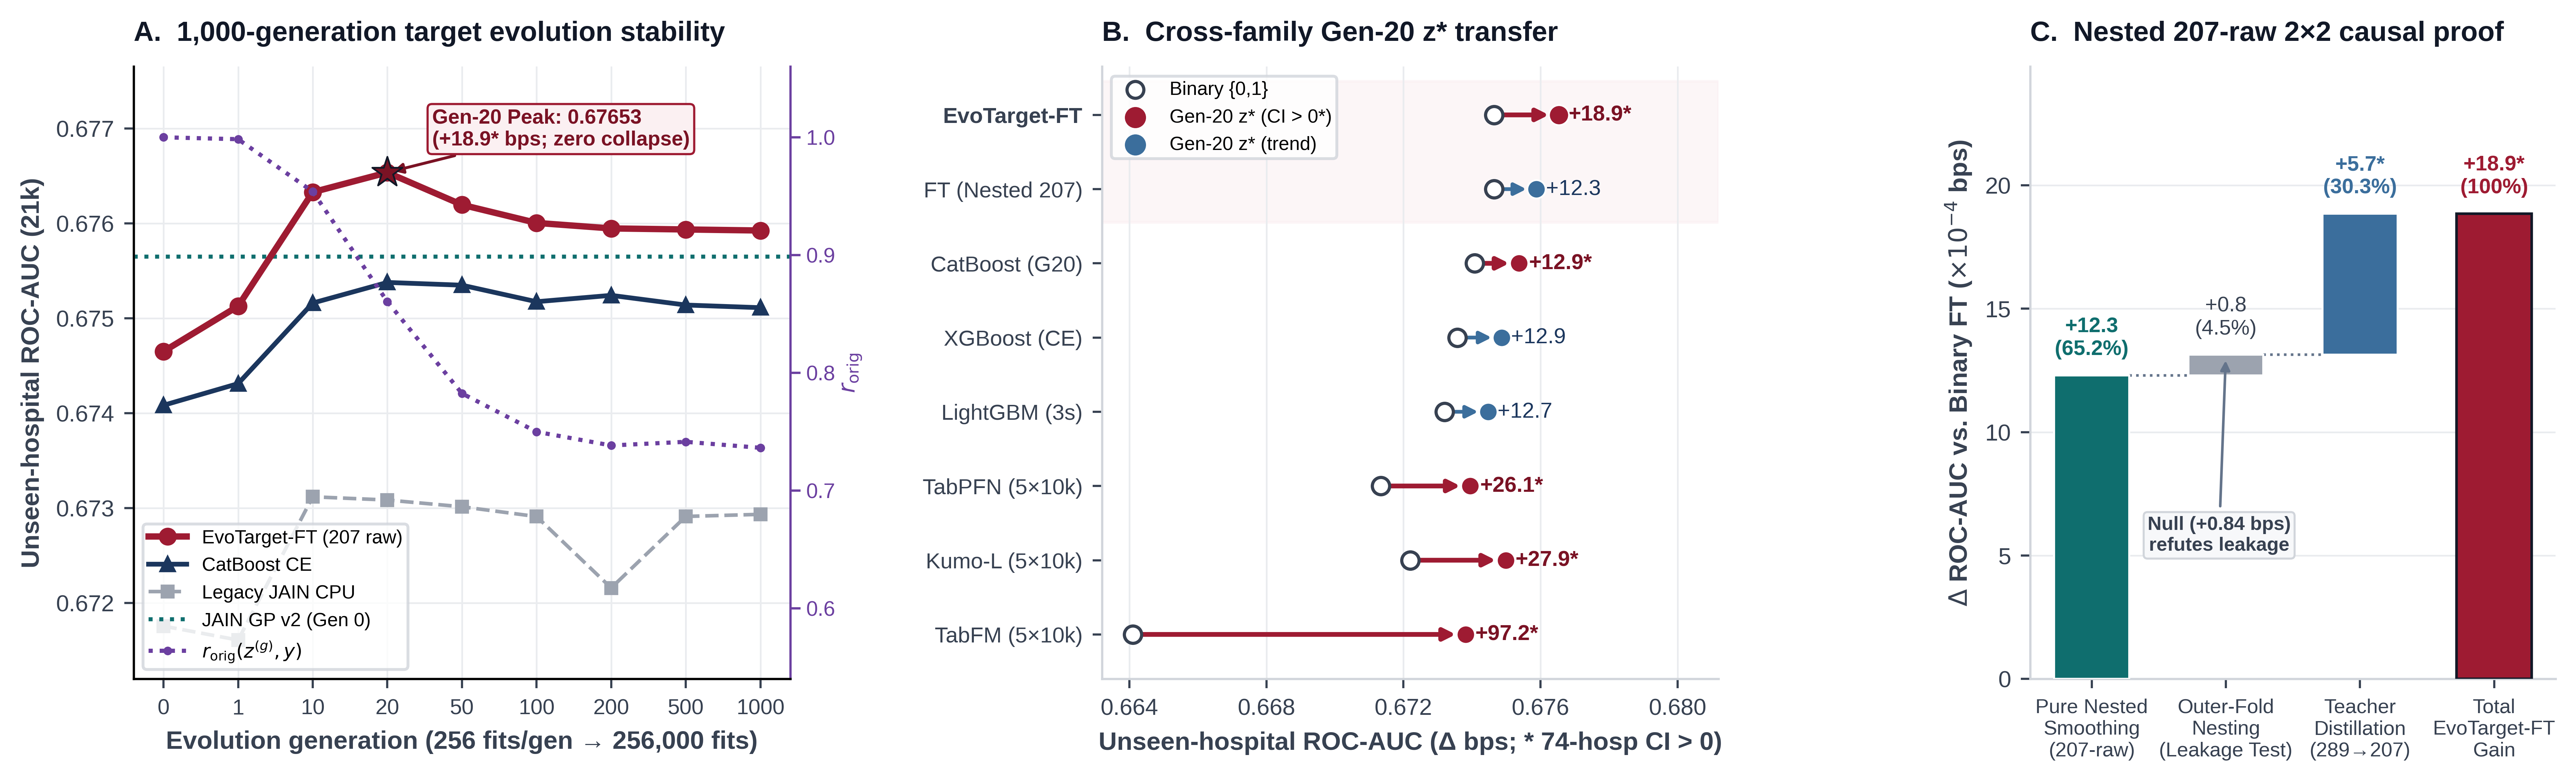 A. 1,000-generation target evolution stability
Unseen-hospital ROC-AUC (21k)
0.677
0.676
0.675
0.674
0.673
0.672
Gen-20 Peak: 0.67653
(+18.9* bps; zero collapse)
1.0
0.9
0.8
0.7
0.6
r_orig
EvoTarget-FT (207 raw)
CatBoost CE
Legacy JAIN CPU
JAIN GP v2 (Gen 0)
r_orig(z^(g), y)
0 1 10 20 50 100 200 500 1000
Evolution generation (256 fits/gen → 256,000 fits)
B. Cross-family Gen-20 z* transfer
Binary {0,1}
Gen-20 z* (CI > 0*)
Gen-20 z* (trend)
EvoTarget-FT +18.9*
FT (Nested 207) +12.3
CatBoost (G20) +12.9*
XGBoost (CE) +12.9
LightGBM (3s) +12.7
TabPFN (5×10k) +26.1*
Kumo-L (5×10k) +27.9*
TabFM (5×10k) +97.2*
0.664 0.668 0.672 0.676 0.680
Unseen-hospital ROC-AUC (Δ bps; * 74-hosp CI > 0)
C. Nested 207-raw 2×2 causal proof
Δ ROC-AUC vs. Binary FT (×10⁻⁴ bps)
20
15
10
5
0
+12.3
(65.2%)
+0.8
(4.5%)
+5.7*
(30.3%)
+18.9*
(100%)
Null (+0.84 bps)
refutes leakage
Pure Nested
Smoothing
(207-raw)
Outer-Fold
Nesting
(Leakage Test)
Teacher
Distillation
(289→207)
Total
EvoTarget-FT
Gain